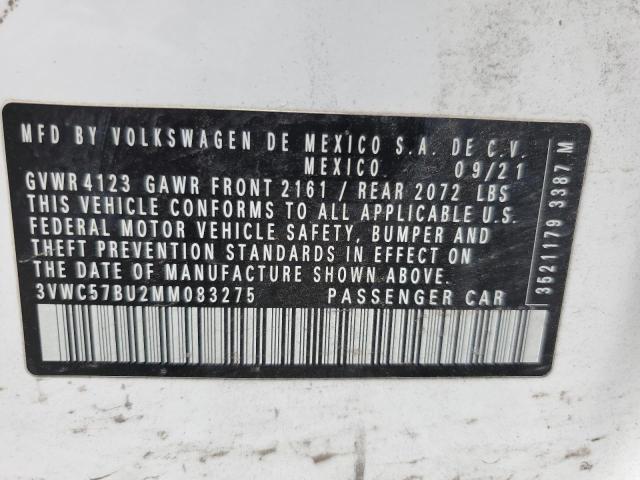 MFD BY VOLKSWAGEN DE MEXICO S.A. DE C.V.
MEXICO 09/21
GVWR 4123 GAWR FRONT 2161 / REAR 2072 LBS
THIS VEHICLE CONFORMS TO ALL APPLICABLE U.S.
FEDERAL MOTOR VEHICLE SAFETY, BUMPER AND
THEFT PREVENTION STANDARDS IN EFFECT ON
THE DATE OF MANUFACTURE SHOWN ABOVE.
3VWC57BU2MM083275 PASSENGER CAR
3521179 3387 M